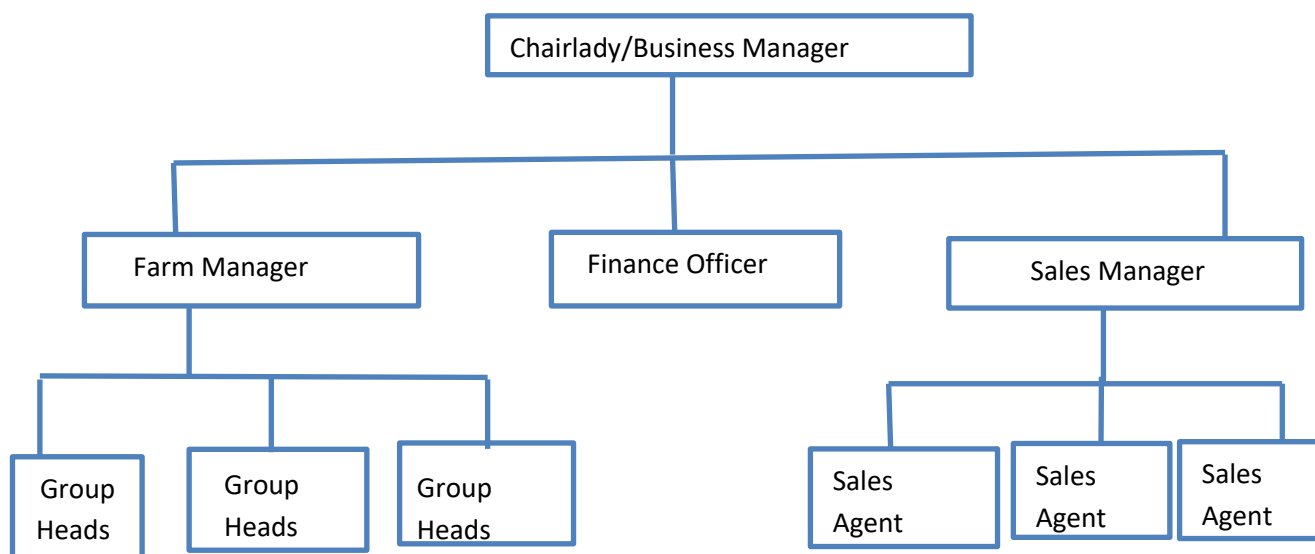 Chairlady/Business Manager
Farm Manager
Finance Officer
Sales Manager
Group
Heads
Group
Heads
Group
Heads
Sales
Agent
Sales
Agent
Sales
Agent